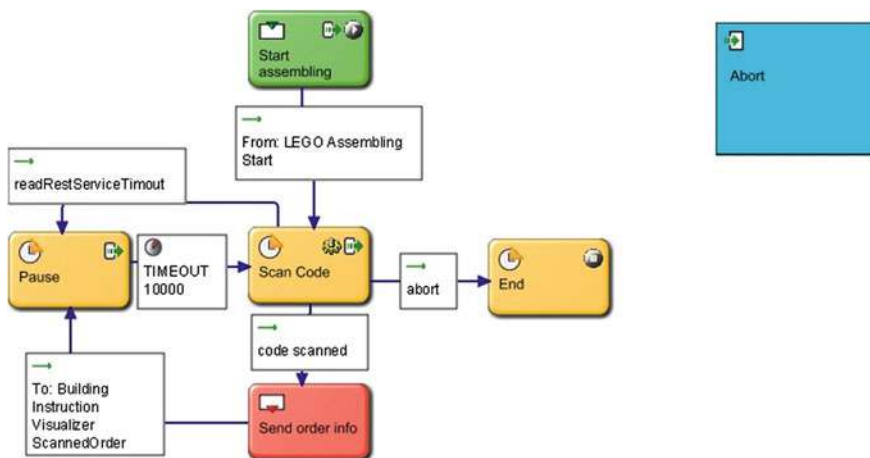 Start
assembling
Abort
From: LEGO Assembling
Start
readRestServiceTimout
Pause
TIMEOUT
10000
Scan Code
abort
End
code scanned
To: Building
Instruction
Visualizer
ScannedOrder
Send order info